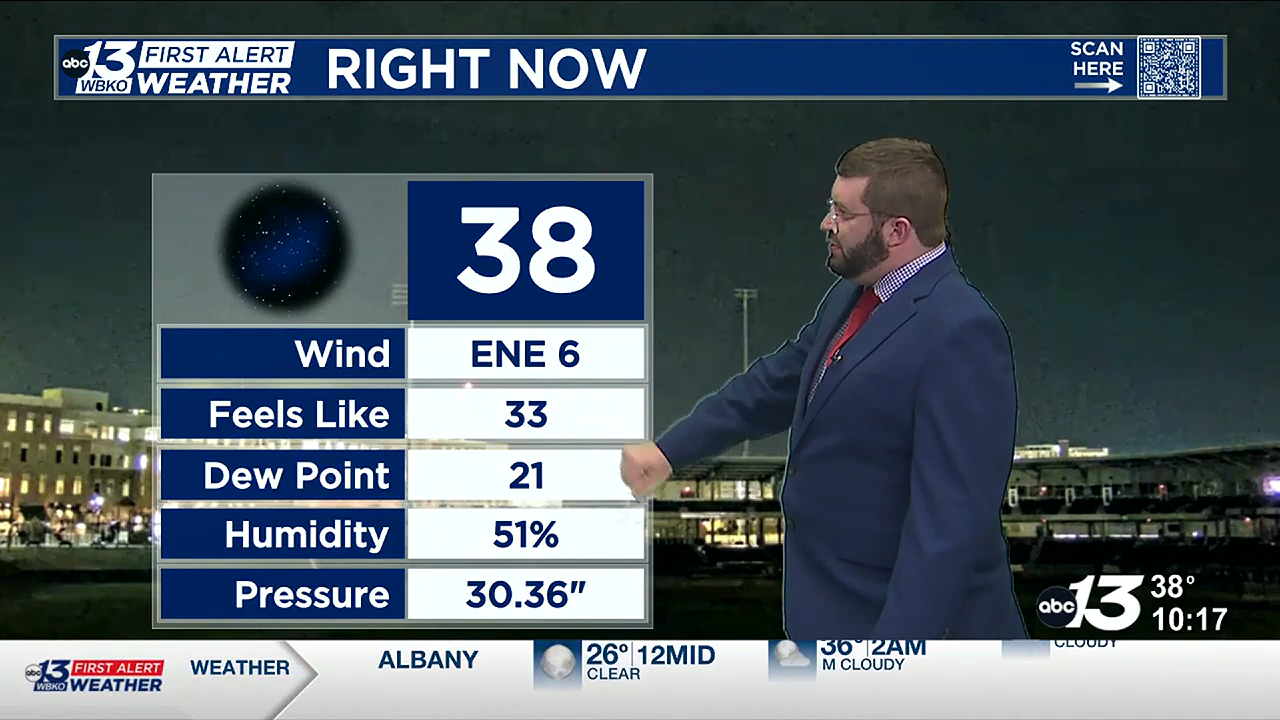 abc 13 WBKO FIRST ALERT WEATHER
RIGHT NOW
SCAN HERE
38
Wind ENE 6
Feels Like 33
Dew Point 21
Humidity 51%
Pressure 30.36"
abc 13 38°
10:17
abc 13 WBKO FIRST ALERT WEATHER
WEATHER
ALBANY
26° 12MID
CLEAR
36° 2AM
M CLOUDY
CLOUDY